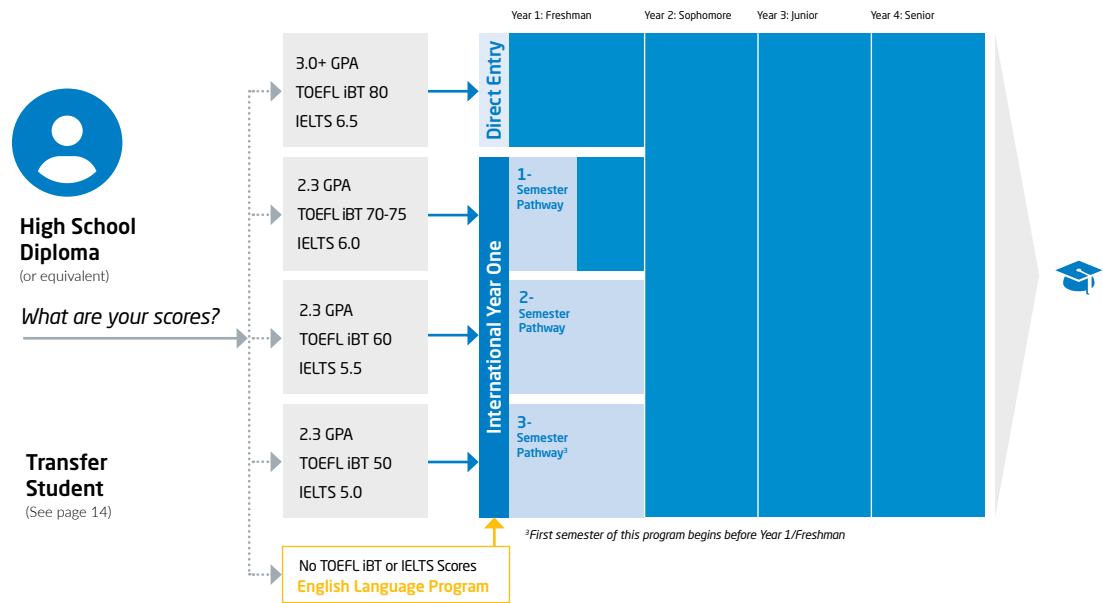 Year 1: Freshman
Year 2: Sophomore
Year 3: Junior
Year 4: Senior
High School
Diploma
(or equivalent)
What are your scores?
Transfer
Student
(See page 14)
3.0+ GPA
TOEFL iBT 80
IELTS 6.5
Direct Entry
2.3 GPA
TOEFL iBT 70-75
IELTS 6.0
International Year One
1-
Semester
Pathway
2.3 GPA
TOEFL iBT 60
IELTS 5.5
2-
Semester
Pathway
2.3 GPA
TOEFL iBT 50
IELTS 5.0
3-
Semester
Pathway³
³First semester of this program begins before Year 1/Freshman
No TOEFL iBT or IELTS Scores
English Language Program